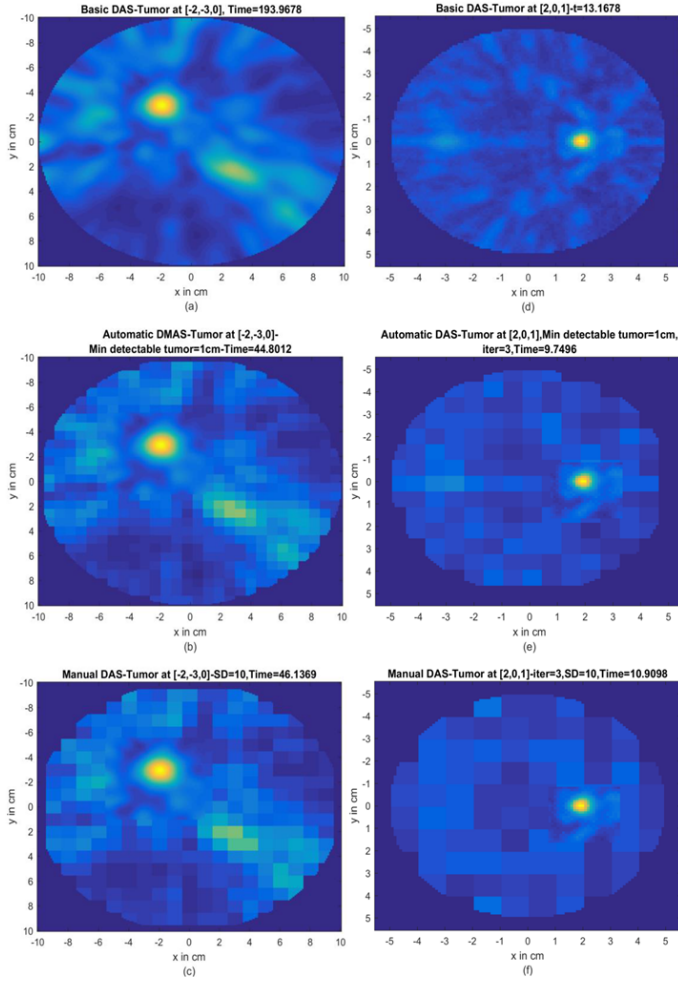 Basic DAS-Tumor at [-2,-3,0], Time=193.9678
-10
-8
-6
-4
-2
0
2
4
6
8
10
y in cm
-10 -8 -6 -4 -2 0 2 4 6 8 10
x in cm
(a)
Basic DAS-Tumor at [2,0,1]-t=13.1678
-5
-4
-3
-2
-1
0
1
2
3
4
5
y in cm
-5 -4 -3 -2 -1 0 1 2 3 4 5
x in cm
(d)
Automatic DMAS-Tumor at [-2,-3,0]-
Min detectable tumor=1cm-Time=44.8012
-10
-8
-6
-4
-2
0
2
4
6
8
10
y in cm
-10 -8 -6 -4 -2 0 2 4 6 8 10
x in cm
(b)
Automatic DAS-Tumor at [2,0,1],Min detectable tumor=1cm,
iter=3,Time=9.7496
-5
-4
-3
-2
-1
0
1
2
3
4
5
y in cm
-5 -4 -3 -2 -1 0 1 2 3 4 5
x in cm
(e)
Manual DAS-Tumor at [-2,-3,0]-SD=10,Time=46.1369
-10
-8
-6
-4
-2
0
2
4
6
8
10
y in cm
-10 -8 -6 -4 -2 0 2 4 6 8 10
x in cm
(c)
Manual DAS-Tumor at [2,0,1]-iter=3,SD=10,Time=10.9098
-5
-4
-3
-2
-1
0
1
2
3
4
5
y in cm
-5 -4 -3 -2 -1 0 1 2 3 4 5
x in cm
(f)